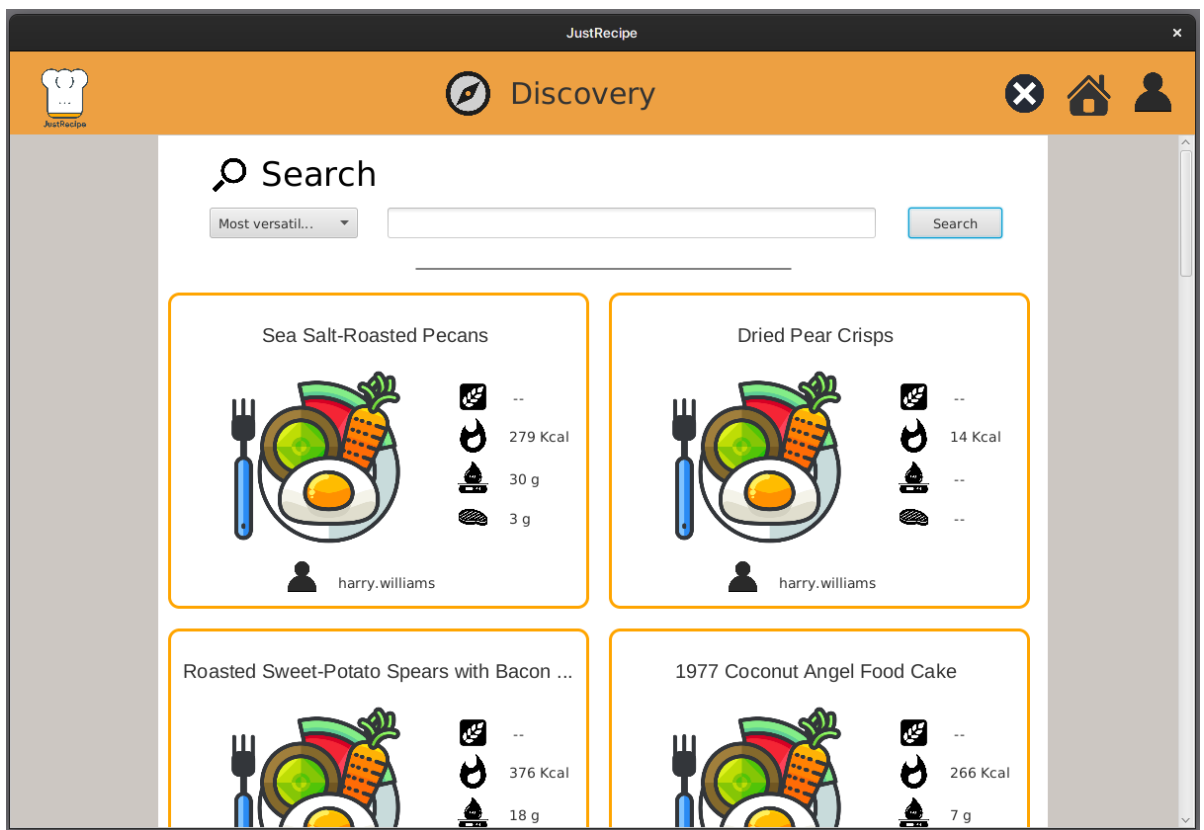 JustRecipe
{ }
...
JustRecipe
Discovery
Search
Most versatil...
Search
Sea Salt-Roasted Pecans
--
279 Kcal
30 g
3 g
harry.williams
Dried Pear Crisps
--
14 Kcal
--
--
harry.williams
Roasted Sweet-Potato Spears with Bacon ...
--
376 Kcal
18 g
1977 Coconut Angel Food Cake
--
266 Kcal
7 g